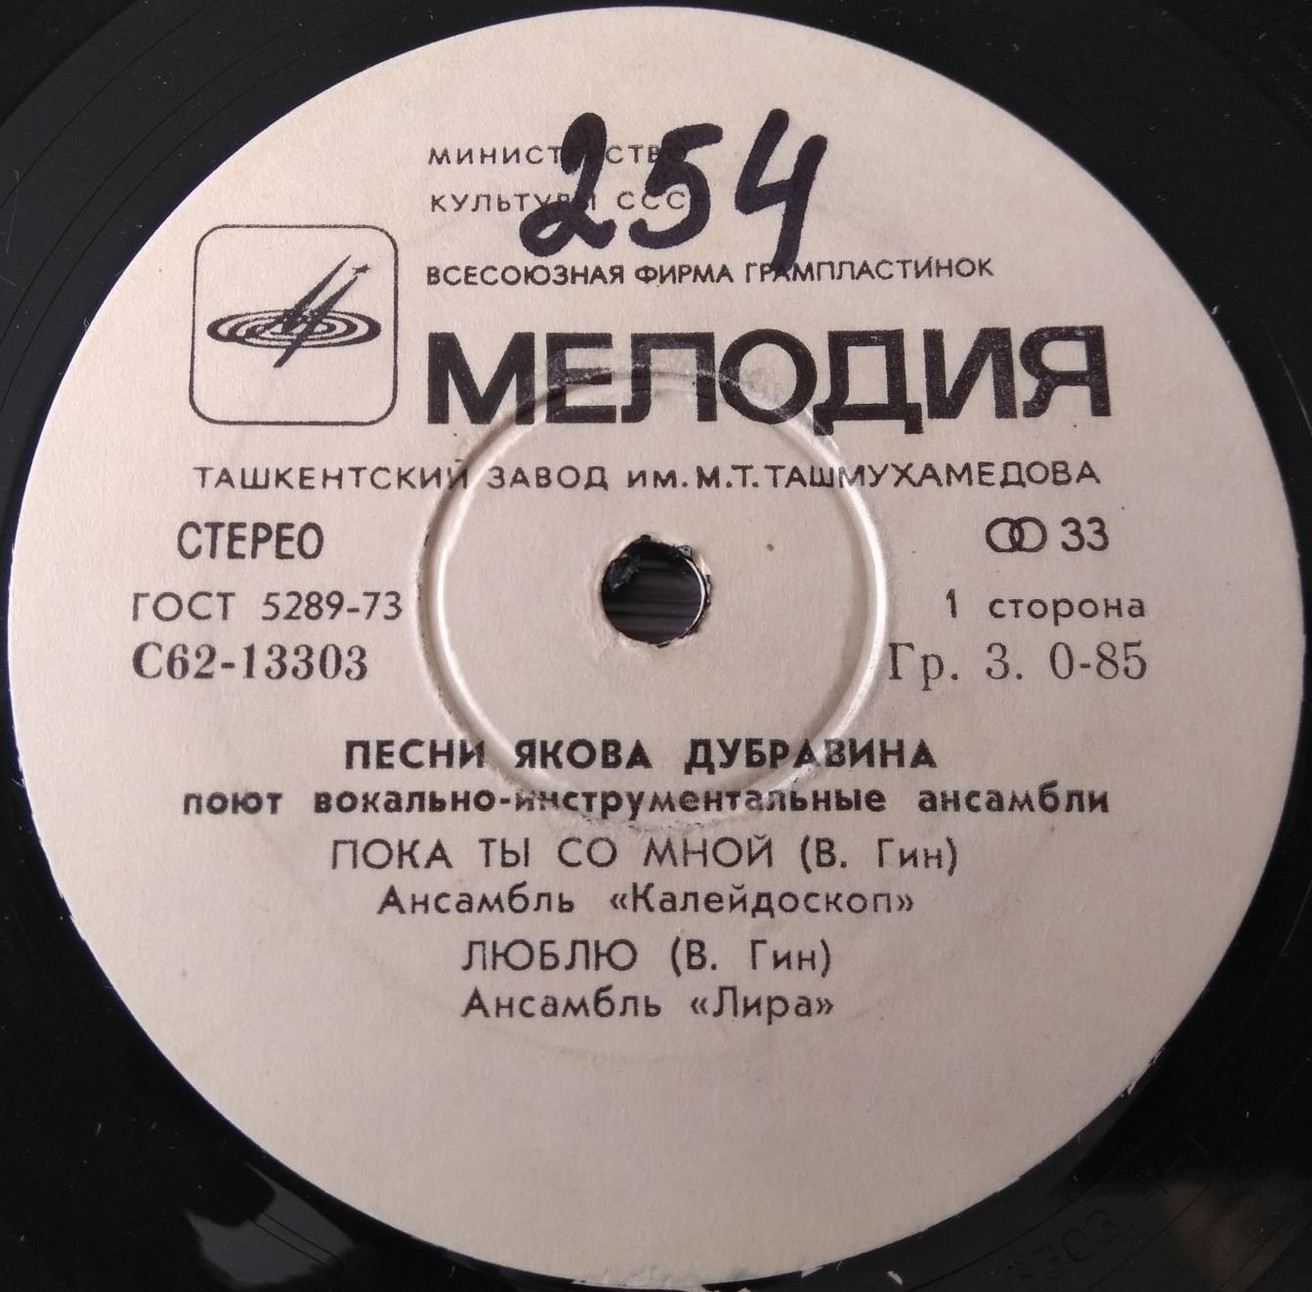 254
МИНИСТЕРСТВО
КУЛЬТУРЫ СССР
ВСЕСОЮЗНАЯ ФИРМА ГРАМПЛАСТИНОК
МЕЛОДИЯ
ТАШКЕНТСКИЙ ЗАВОД ИМ. М.Т. ТАШМУХАМЕДОВА
СТЕРЕО 33
ГОСТ 5289-73 1 сторона
С62-13303 Гр. 3. 0-85
ПЕСНИ ЯКОВА ДУБРАВИНА
поют вокально-инструментальные ансамбли
ПОКА ТЫ СО МНОЙ (В. Гин)
Ансамбль «Калейдоскоп»
ЛЮБЛЮ (В. Гин)
Ансамбль «Лира»